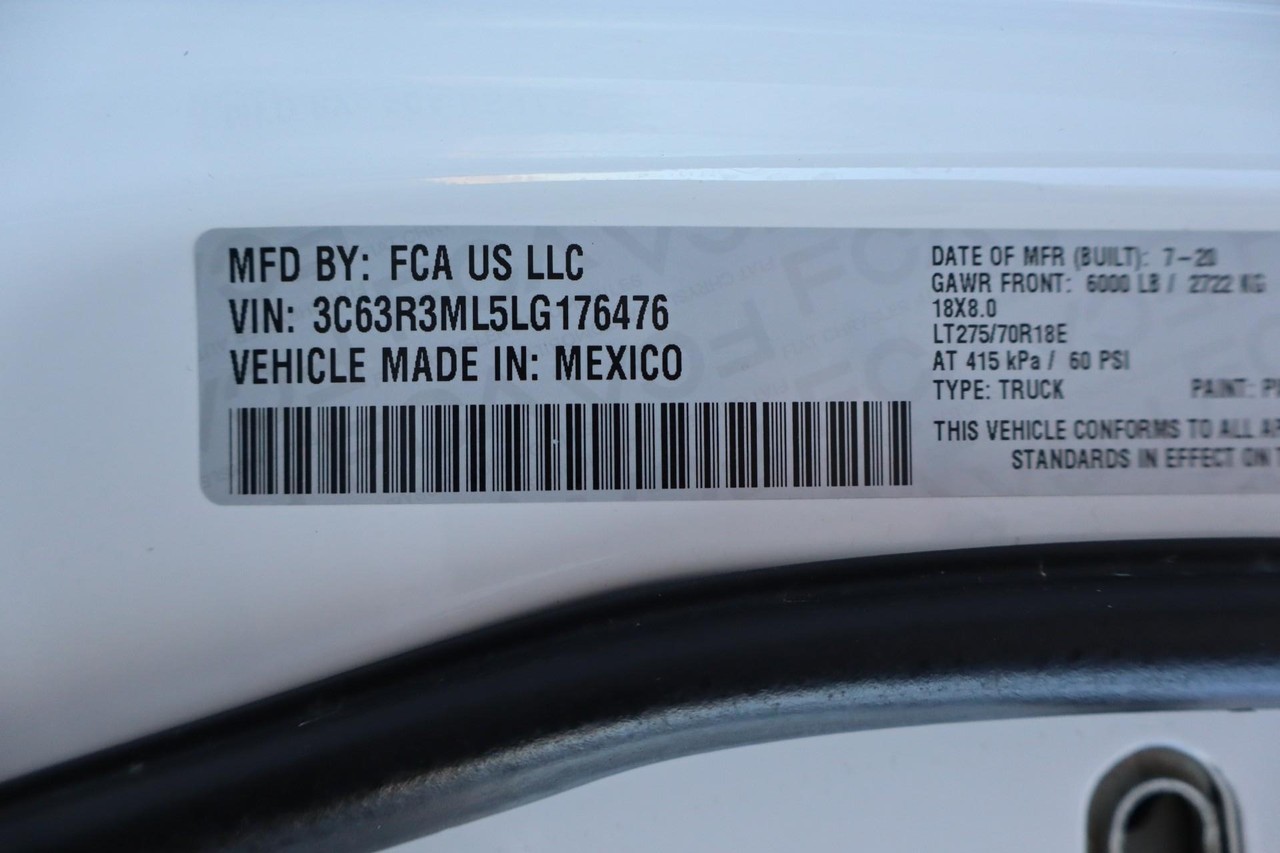 MFD BY: FCA US LLC
VIN: 3C63R3ML5LG176476
VEHICLE MADE IN: MEXICO
DATE OF MFR (BUILT): 7-20
GAWR FRONT: 6000 LB / 2722 KG
18X8.0
LT275/70R18E
AT 415 kPa / 60 PSI
TYPE: TRUCK PAINT:
THIS VEHICLE CONFORMS TO ALL
STANDARDS IN EFFECT ON